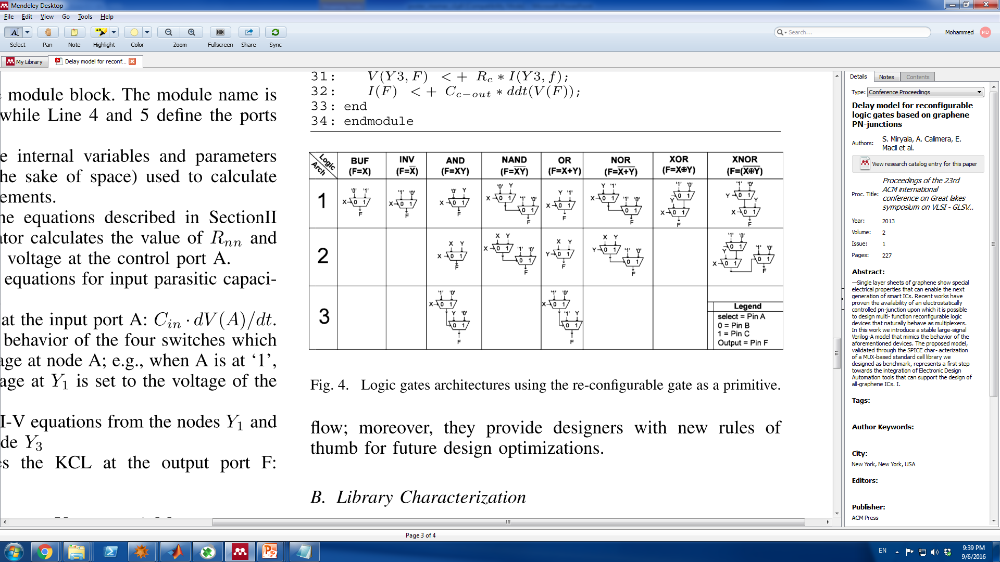 Mendeley Desktop
File Edit View Go Tools Help
Select Pan Note Highlight Color Zoom Fullscreen Share Sync
Search...
Mohammed MD
My Library
Delay model for reconf...
module block. The module name is
while Line 4 and 5 define the ports
e internal variables and parameters
he sake of space) used to calculate
ements.
he equations described in SectionII
ator calculates the value of Rnn and
voltage at the control port A.
equations for input parasitic capaci-
at the input port A: Cin · dV(A)/dt.
behavior of the four switches which
age at node A; e.g., when A is at ‘1’,
age at Y1 is set to the voltage of the
I-V equations from the nodes Y1 and
de Y3
s the KCL at the output port F:
31: V(Y3, F) <+ Rc * I(Y3, f);
32: I(F) <+ Cc-out * ddt(V(F));
33: end
34: endmodule
Logic Arch
BUF (F=X)
INV (F=X̅)
AND (F=XY)
NAND (F=X̅Y̅)
OR (F=X+Y)
NOR (F=X̅+̅Y̅)
XOR (F=X⊕Y)
XNOR (F=(X̅⊕̅Y̅)
1
'0' '1' X 0 1 F
'1' '0' X 0 1 F
'0' Y X 0 1 F
'0' Y X 0 1 '1' '0' 0 1 F
Y '1' X 0 1 F
Y '1' X 0 1 '1' '0' 0 1 F
'1' '0' 0 1 Y X 0 1 F
'1' '0' Y 0 1 Y X 0 1 F
2
X Y X 0 1 F
X Y X 0 1 '1' '0' 0 1 F
X Y Y 0 1 F
X Y Y 0 1 '1' '0' 0 1 F
'1' '0' 0 1 Y X 0 1 '1' '0' 0 1 F
3
'1' '0' X 0 1 Y '0' 0 1 F
'1' '0' X 0 1 '1' Y 0 1 F
Legend
select = Pin A
0 = Pin B
1 = Pin C
Output = Pin F
Fig. 4. Logic gates architectures using the re-configurable gate as a primitive.
flow; moreover, they provide designers with new rules of
thumb for future design optimizations.
B. Library Characterization
Details Notes Contents
Type: Conference Proceedings
Delay model for reconfigurable
logic gates based on graphene
PN-junctions
Authors: S. Miryala, A. Calimera, E.
Macii et al.
View research catalog entry for this paper
Proc. Title: Proceedings of the 23rd
ACM international
conference on Great lakes
symposium on VLSI - GLSV...
Year: 2013
Volume: 2
Issue: 1
Pages: 227
Abstract:
—Single layer sheets of graphene show special
electrical properties that can enable the next
generation of smart ICs. Recent works have
proven the availability of an electrostatically
controlled pn-junction upon which it is possible
to design multi- function reconfigurable logic
devices that naturally behave as multiplexers.
In this work we introduce a stable large-signal
Verilog-A model that mimics the behavior of the
aforementioned devices. The proposed model,
validated through the SPICE char- acterization
of a MUX-based standard cell library we
designed as benchmark, represents a first step
towards the integration of Electronic Design
Automation tools that can support the design of
all-graphene ICs. I.
Tags:
Author Keywords:
City:
New York, New York, USA
Editors:
Publisher:
ACM Press
Page 3 of 4
EN
9:39 PM
9/6/2016